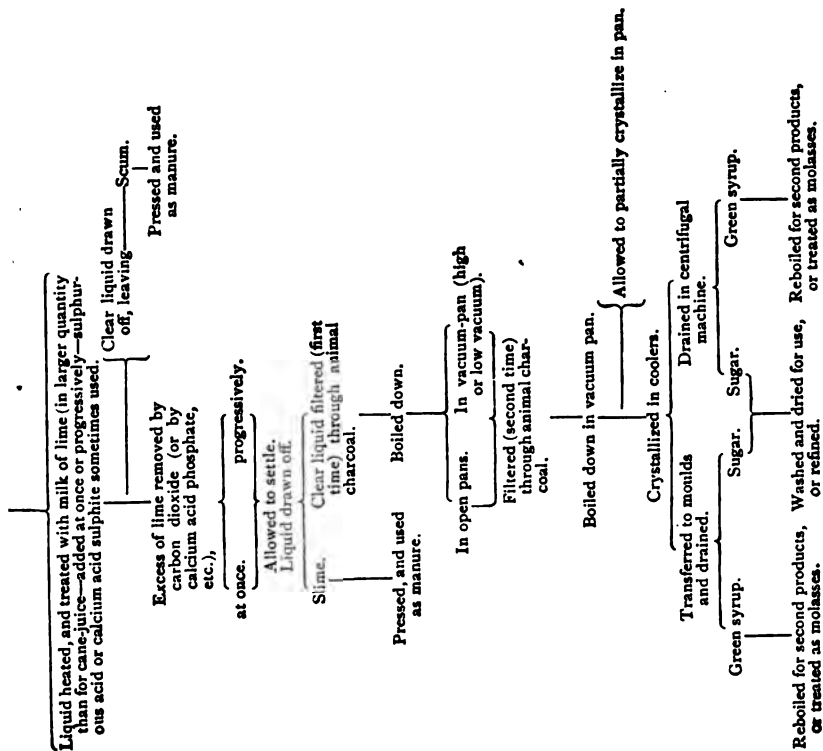 Liquid heated, and treated with milk of lime (in larger quantity
than for cane-juice—added at once or progressively—sulphur-
ous acid or calcium acid sulphite sometimes used.
Clear liquid drawn
off, leaving——Scum.
Pressed and used
as manure.
Excess of lime removed by
carbon dioxide (or by
calcium acid phosphate,
etc.),
at once. progressively.
Allowed to settle.
Liquid drawn off.
Slime. Clear liquid filtered (first
time) through animal
charcoal.
Pressed, and used
as manure.
Boiled down.
In open pans. In vacuum-pan (high
or low vacuum).
Filtered (second time)
through animal char-
coal.
Boiled down in vacuum pan.
Allowed to partially crystallize in pan.
Crystallized in coolers.
Transferred to moulds
and drained.
Drained in centrifugal
machine.
Green syrup. Sugar. Sugar. Green syrup.
Reboiled for second products,
or treated as molasses.
Washed and dried for use,
or refined.
Reboiled for second products,
or treated as molasses.